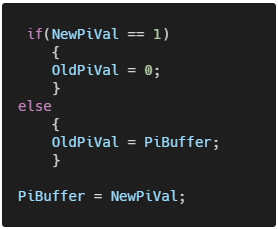 if(NewPiVal == 1)
{
OldPiVal = 0;
}
else
{
OldPiVal = PiBuffer;
}
PiBuffer = NewPiVal;